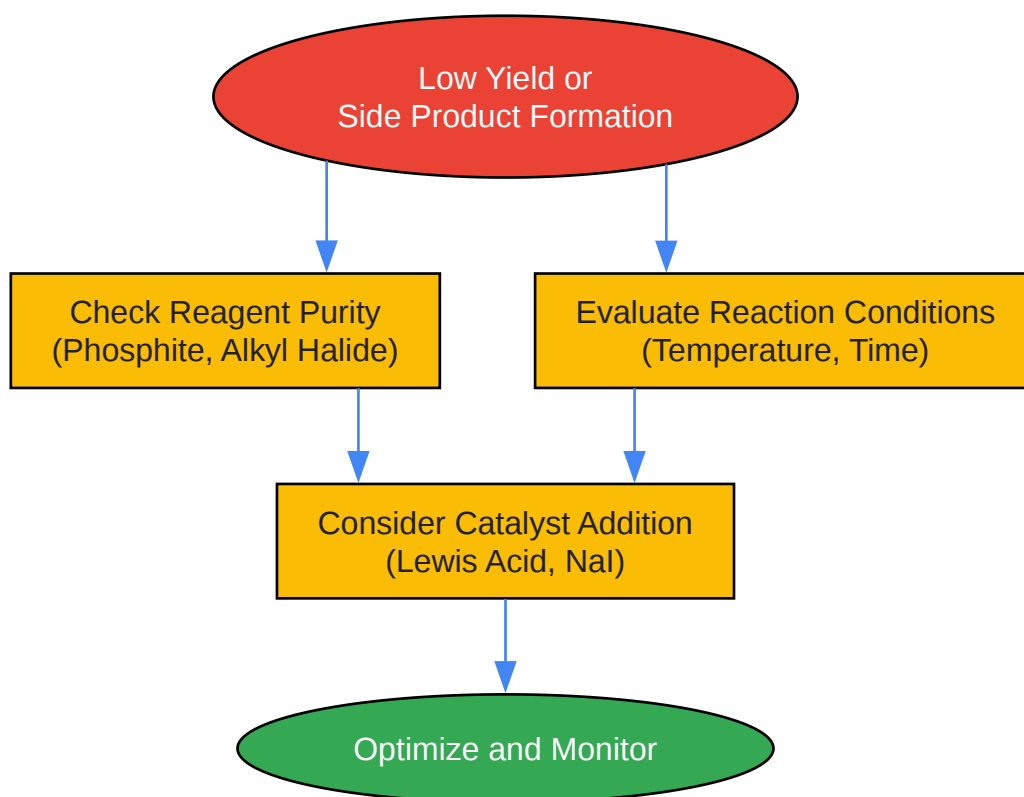 Low Yield or
Side Product Formation
Check Reagent Purity
(Phosphite, Alkyl Halide)
Evaluate Reaction Conditions
(Temperature, Time)
Consider Catalyst Addition
(Lewis Acid, NaI)
Optimize and Monitor